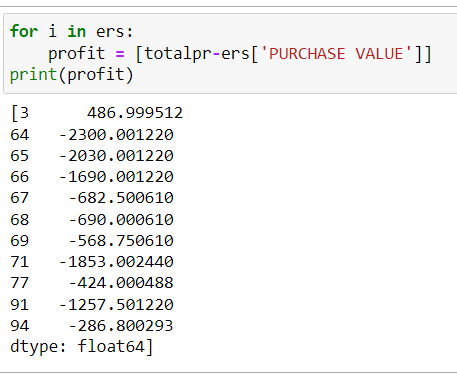 for i in ers:
    profit = [totalpr-ers['PURCHASE VALUE']]
print(profit)
[3      486.999512
64   -2300.001220
65   -2030.001220
66   -1690.001220
67    -682.500610
68    -690.000610
69    -568.750610
71   -1853.002440
77    -424.000488
91   -1257.501220
94    -286.800293
dtype: float64]